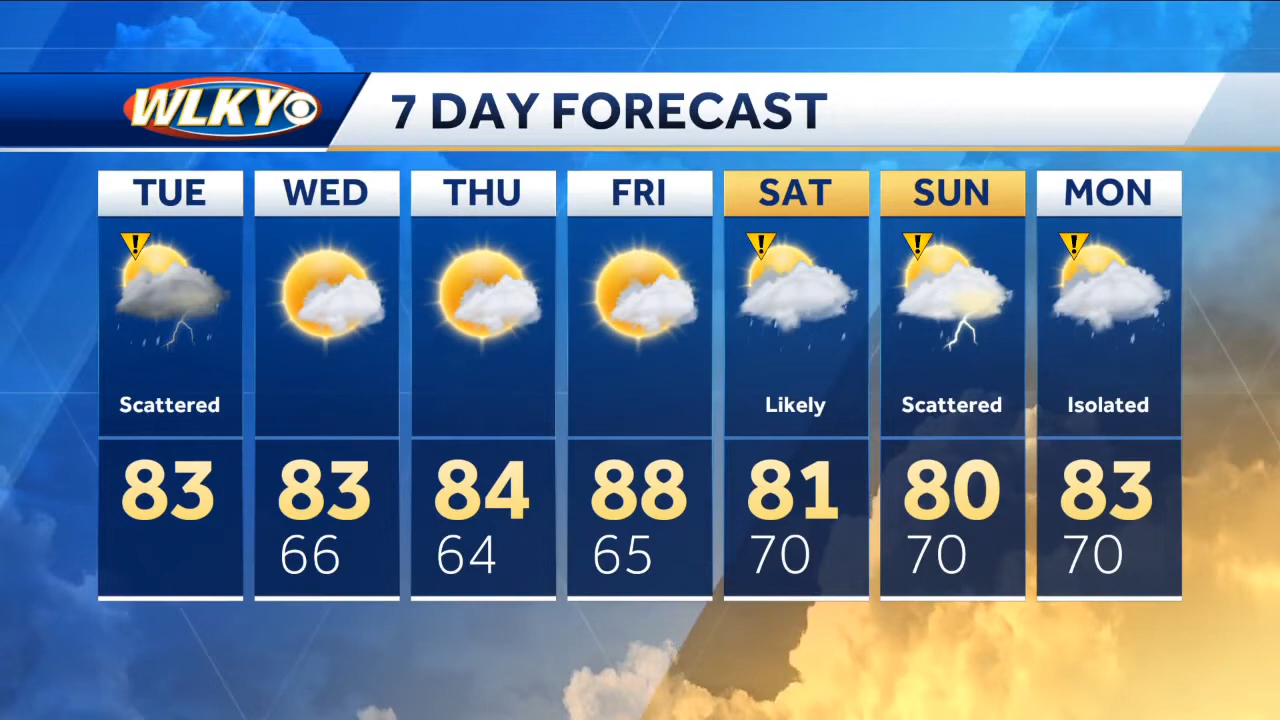 WLKY
7 DAY FORECAST
TUE WED THU FRI SAT SUN MON
! ! ! !
Scattered Likely Scattered Isolated
83 83 84 88 81 80 83
66 64 65 70 70 70